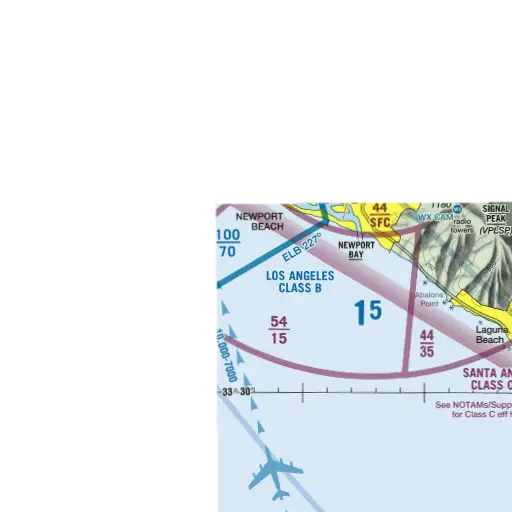 44
SFC
1780
SIGNAL
PEAK
(VPLSP)
WX CAM
radio
towers
NEWPORT
BEACH
100
70
ELB 227°
NEWPORT
BAY
LOS ANGELES
CLASS B
Abalone
Point
15
54
15
44
35
Laguna
Beach
10,000-7000
SANTA AN
CLASS C
33° 30'
See NOTAMs/Supp
for Class C eff h